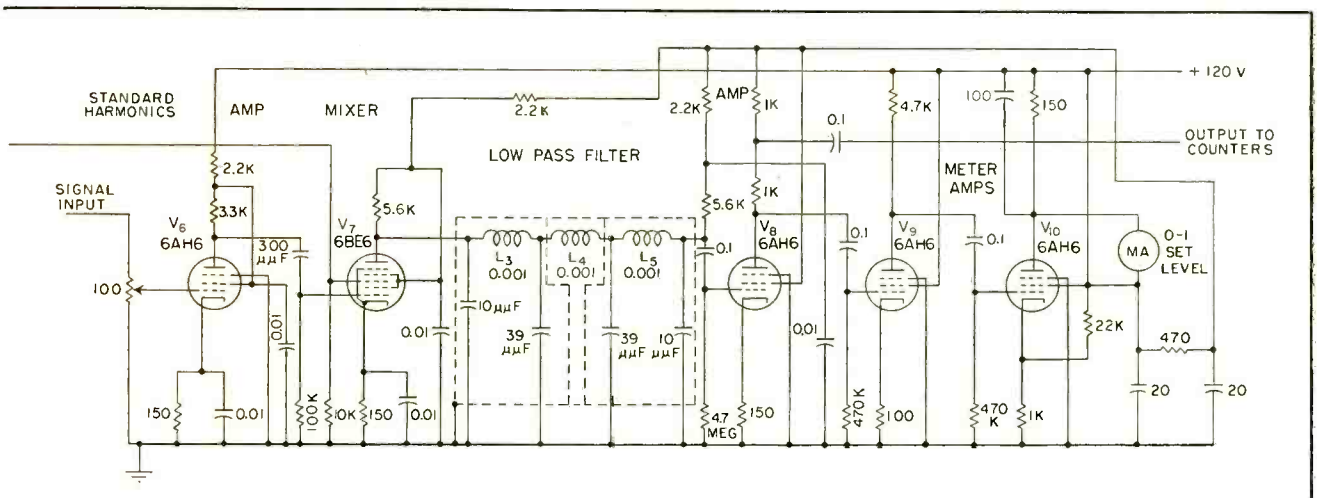 STANDARD HARMONICS
AMP
MIXER
2.2K
LOW PASS FILTER
2.2K
AMP
1K
0.1
4.7K
100
150
+ 120 V
OUTPUT TO COUNTERS
METER AMPS
SIGNAL INPUT
2.2K
3.3K
V6
6AH6
300 μμF
V7
6BE6
5.6K
L3
0.001
L4
0.001
L5
0.001
5.6K
0.1
1K
V8
6AH6
0.1
V9
6AH6
0.1
V10
6AH6
MA
0-1 SET LEVEL
100
0.01
10μμF
0.01
39 μμF
39 μμF
10 μμF
0.01
22K
470
150
0.01
100K
10K
150
0.01
4.7 MEG
150
470K
100
470 K
1K
20
20